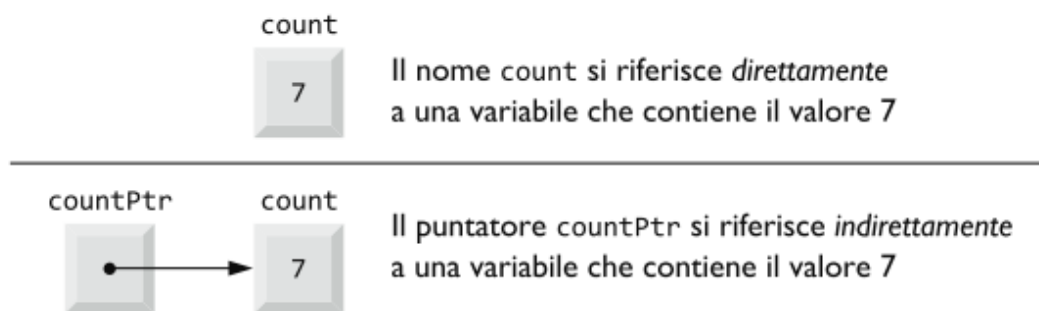 count
7
Il nome count si riferisce direttamente
a una variabile che contiene il valore 7
countPtr
count
7
Il puntatore countPtr si riferisce indirettamente
a una variabile che contiene il valore 7